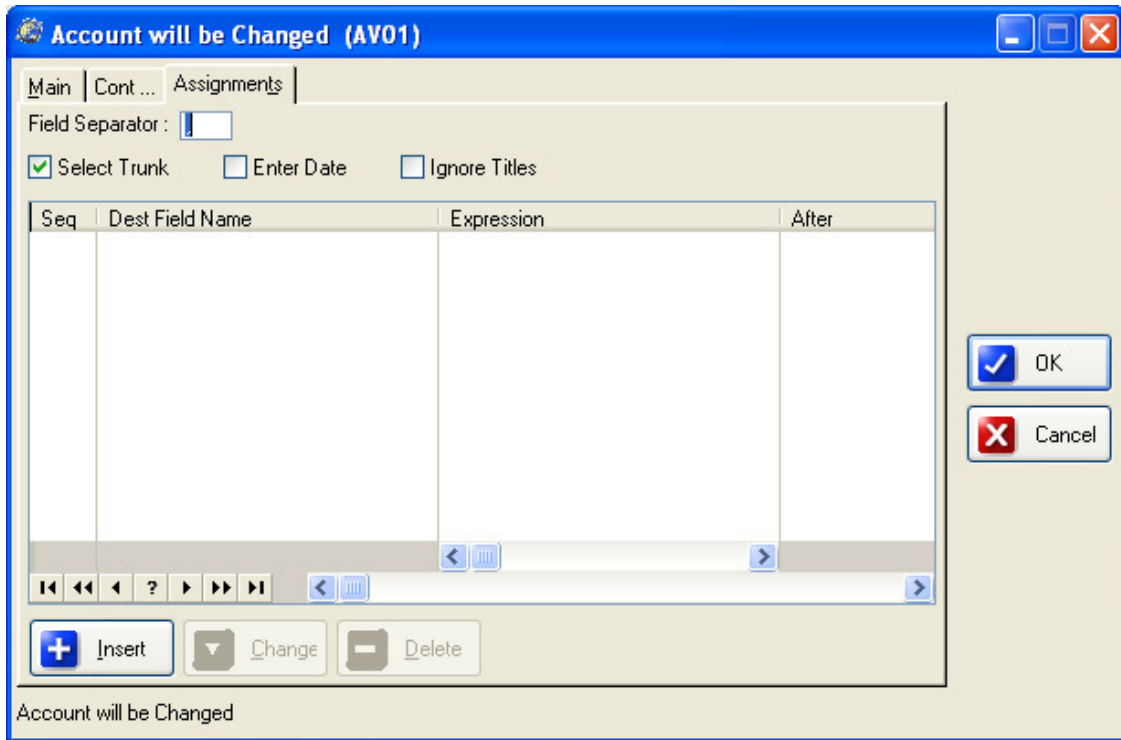 Account will be Changed (AV01)
Main Cont ... Assignments
Field Separator : ,
Select Trunk Enter Date Ignore Titles
Seq Dest Field Name Expression After
?
OK
Cancel
Insert Change Delete
Account will be Changed